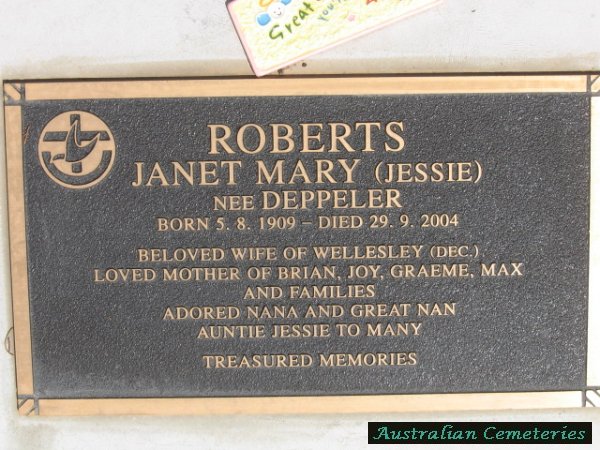 Great
ROBERTS
JANET MARY (JESSIE)
NEE DEPPELER
BORN 5. 8. 1909 – DIED 29. 9. 2004
BELOVED WIFE OF WELLESLEY (DEC.)
LOVED MOTHER OF BRIAN, JOY, GRAEME, MAX
AND FAMILIES
ADORED NANA AND GREAT NAN
AUNTIE JESSIE TO MANY
TREASURED MEMORIES
Australian Cemeteries